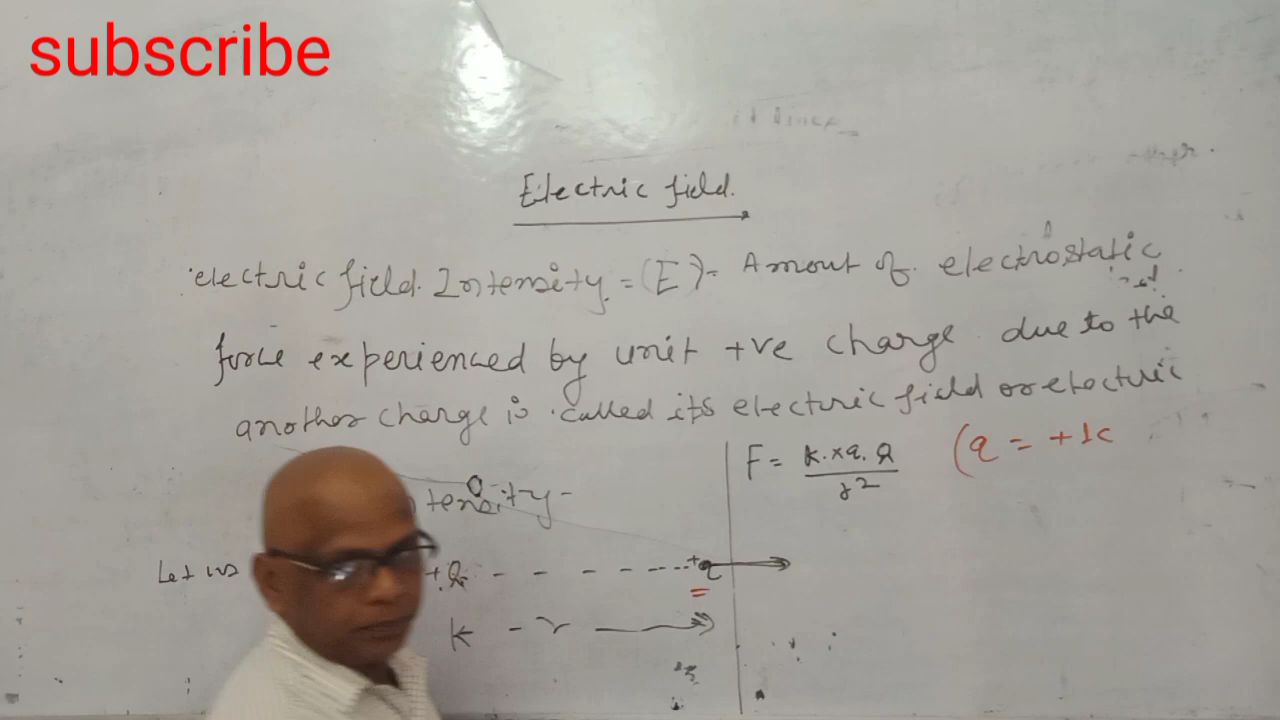 subscribe
Electric field.
electric field. Intensity = (E) = Amout of electrostatic
force experienced by unit +ve charge due to the
another charge is called its electric field or electric
tensity -
F = k.×q.Q / r²
(q = +1c
Let us +Q - - - - - +q
r